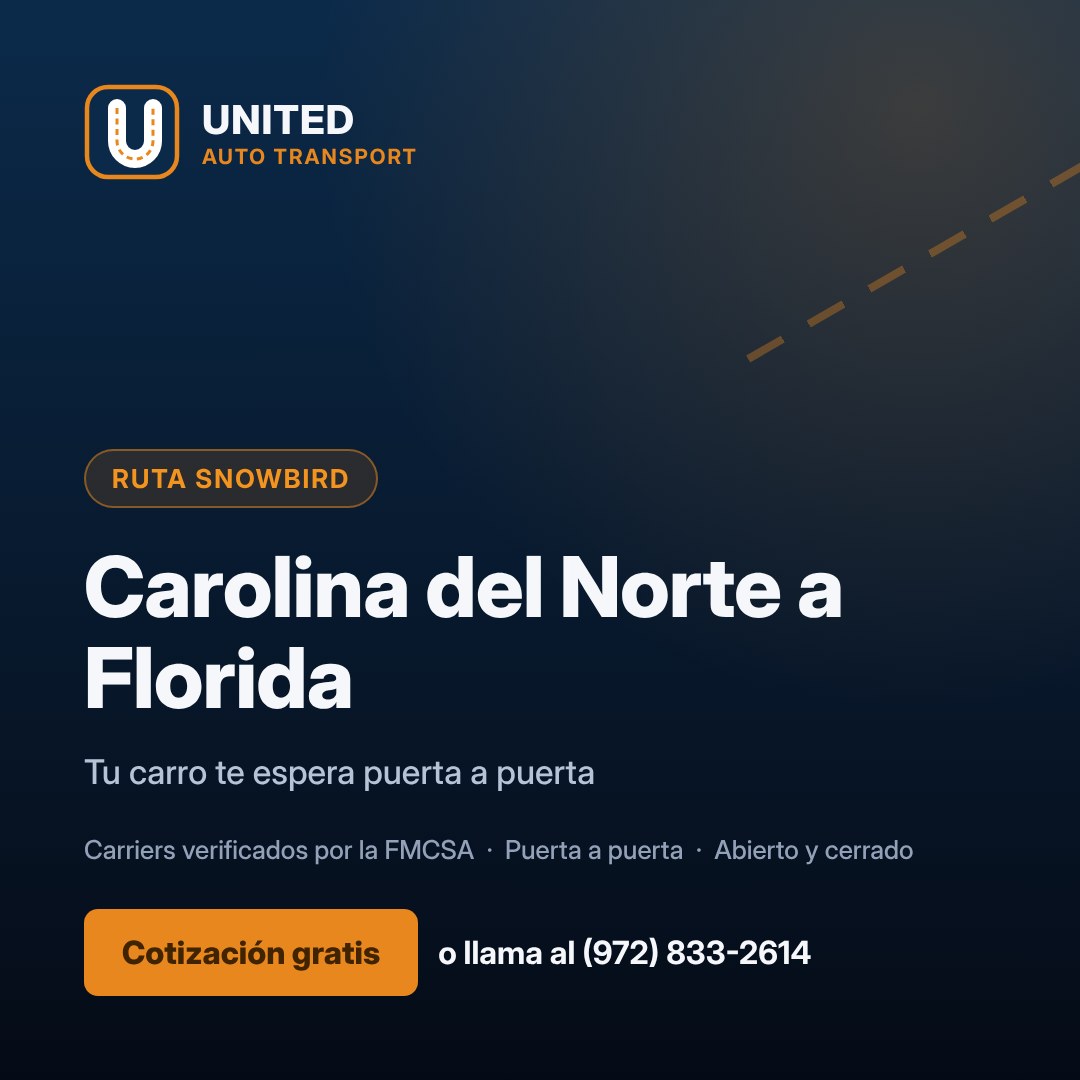 UNITED
AUTO TRANSPORT
RUTA SNOWBIRD
Carolina del Norte a
Florida
Tu carro te espera puerta a puerta
Carriers verificados por la FMCSA · Puerta a puerta · Abierto y cerrado
Cotización gratis o llama al (972) 833-2614